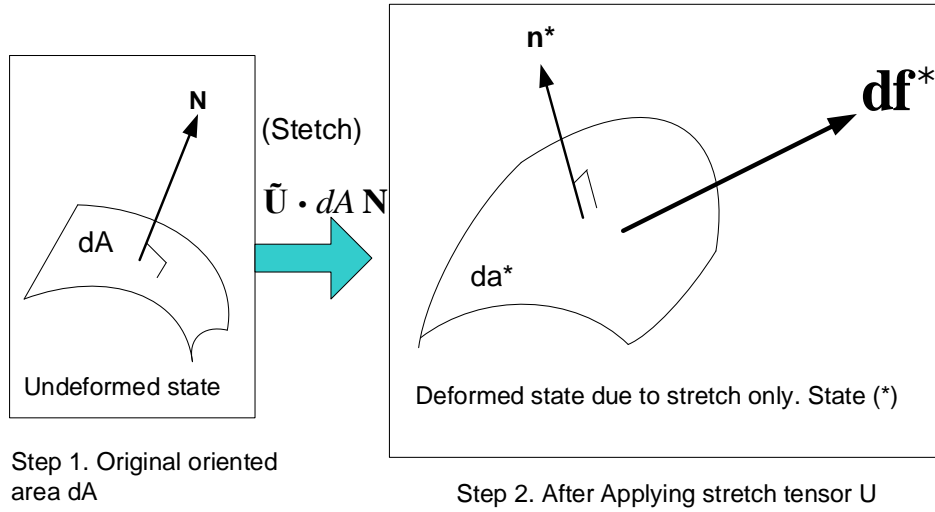 N
(Stetch)
Ũ · dA N
dA
Undeformed state
Step 1. Original oriented
area dA
n*
df*
da*
Deformed state due to stretch only. State (*)
Step 2. After Applying stretch tensor U